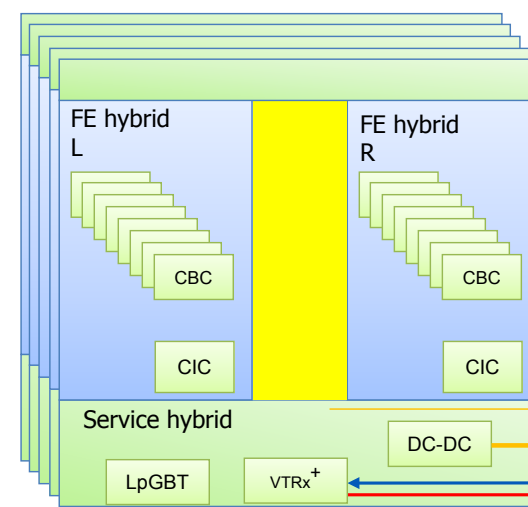 FE hybrid
L
FE hybrid
R
CBC
CBC
CIC
CIC
Service hybrid
DC-DC
LpGBT
VTRx+